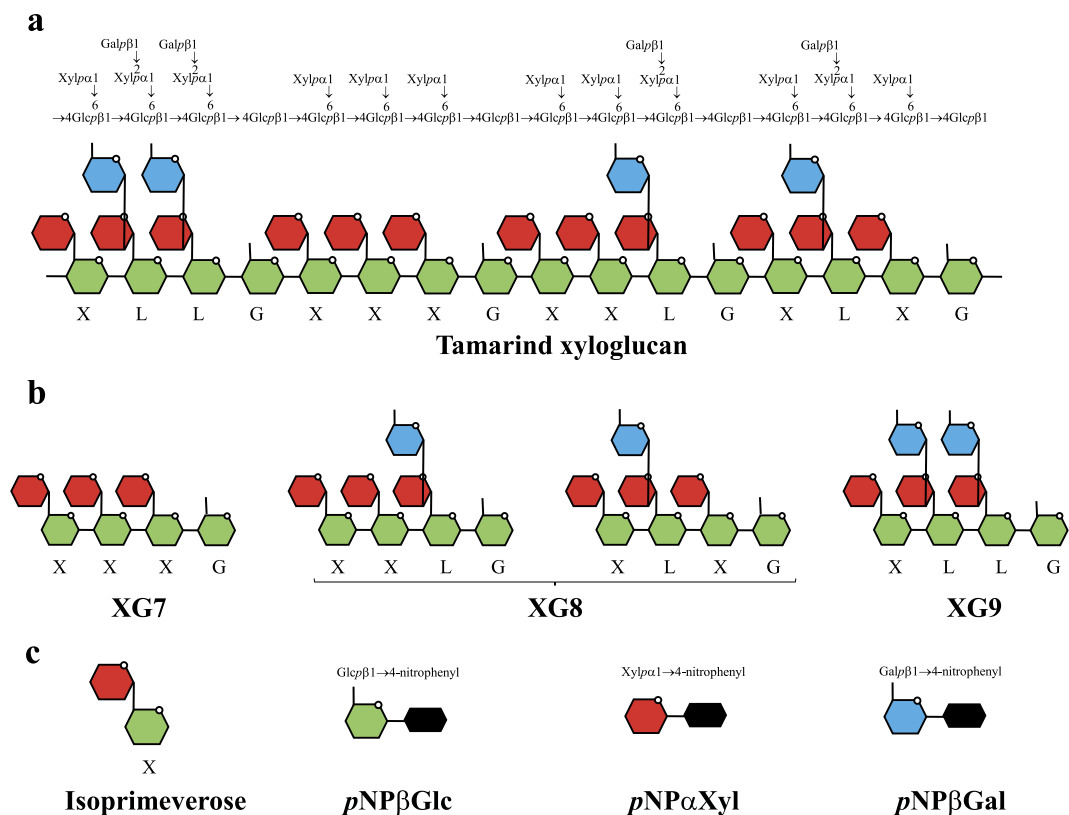 a
Galpβ1 Galpβ1 Galpβ1 Galpβ1
↓ ↓ ↓ ↓
2 2 2 2
Xylpα1 Xylpα1 Xylpα1 Xylpα1 Xylpα1 Xylpα1 Xylpα1 Xylpα1 Xylpα1 Xylpα1 Xylpα1 Xylpα1
↓ ↓ ↓ ↓ ↓ ↓ ↓ ↓ ↓ ↓ ↓ ↓
6 6 6 6 6 6 6 6 6 6 6 6
→4Glcpβ1→4Glcpβ1→4Glcpβ1→4Glcpβ1→4Glcpβ1→4Glcpβ1→4Glcpβ1→4Glcpβ1→4Glcpβ1→4Glcpβ1→4Glcpβ1→4Glcpβ1→4Glcpβ1→4Glcpβ1→4Glcpβ1→4Glcpβ1
X L L G X X X G X X L G X L X G
Tamarind xyloglucan
b
X X X G X X L G X L X G X L L G
XG7 XG8 XG9
c
Glcpβ1→4-nitrophenyl Xylpα1→4-nitrophenyl Galpβ1→4-nitrophenyl
X
Isoprimeverose pNPβGlc pNPαXyl pNPβGal